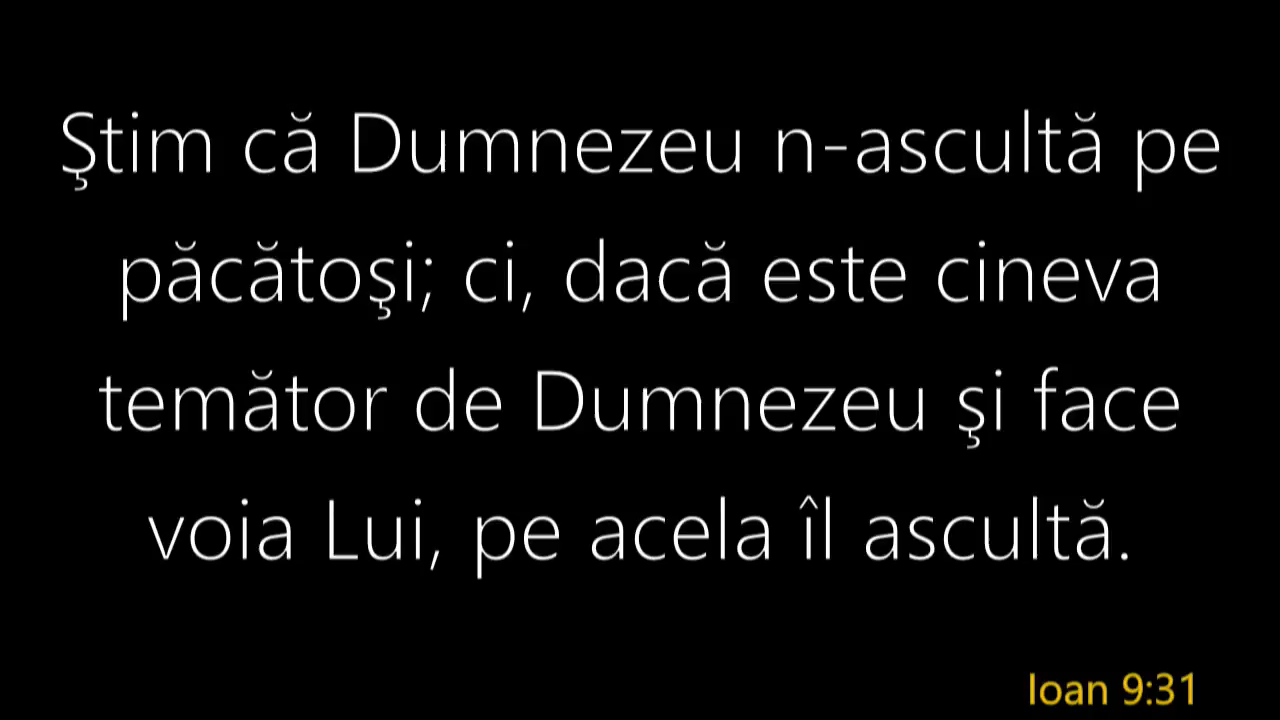 Ştim că Dumnezeu n-ascultă pe
păcătoşi; ci, dacă este cineva
temător de Dumnezeu şi face
voia Lui, pe acela îl ascultă.
Ioan 9:31